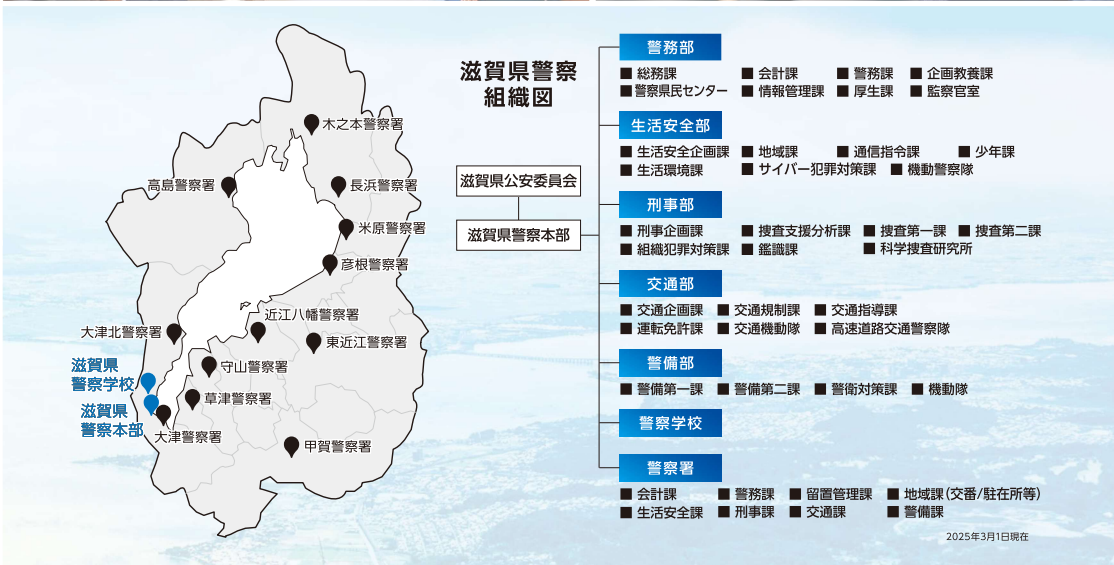 滋賀県警察
組織図
木之本警察署
高島警察署
長浜警察署
米原警察署
彦根警察署
近江八幡警察署
大津北警察署
東近江警察署
滋賀県
警察学校
守山警察署
草津警察署
滋賀県
警察本部
大津警察署
甲賀警察署
滋賀県公安委員会
滋賀県警察本部
警務部
■ 総務課 ■ 会計課 ■ 警務課 ■ 企画教養課
■ 警察県民センター ■ 情報管理課 ■ 厚生課 ■ 監察官室
生活安全部
■ 生活安全企画課 ■ 地域課 ■ 通信指令課 ■ 少年課
■ 生活環境課 ■ サイバー犯罪対策課 ■ 機動警察隊
刑事部
■ 刑事企画課 ■ 捜査支援分析課 ■ 捜査第一課 ■ 捜査第二課
■ 組織犯罪対策課 ■ 鑑識課 ■ 科学捜査研究所
交通部
■ 交通企画課 ■ 交通規制課 ■ 交通指導課
■ 運転免許課 ■ 交通機動隊 ■ 高速道路交通警察隊
警備部
■ 警備第一課 ■ 警備第二課 ■ 警衛対策課 ■ 機動隊
警察学校
警察署
■ 会計課 ■ 警務課 ■ 留置管理課 ■ 地域課(交番/駐在所等)
■ 生活安全課 ■ 刑事課 ■ 交通課 ■ 警備課
2025年3月1日現在